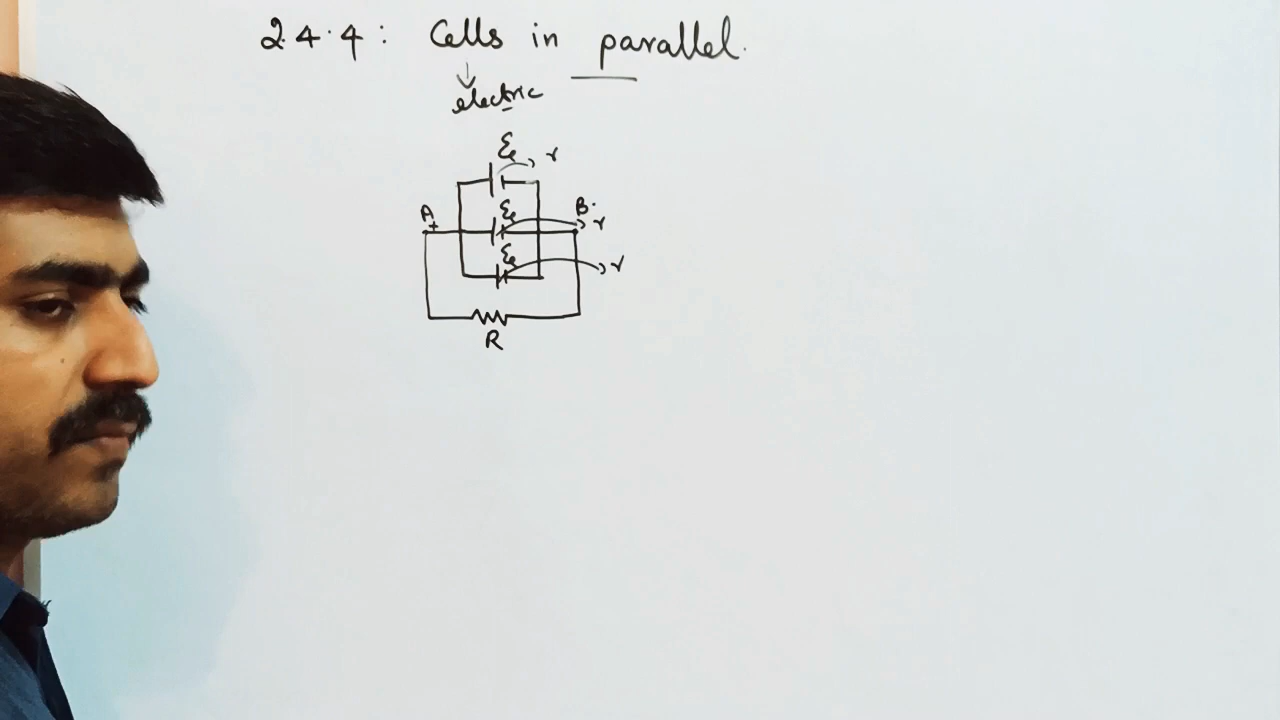 2.4.4: Cells in parallel.
electric
ξ r
A + ξ B. r
ξ r
R